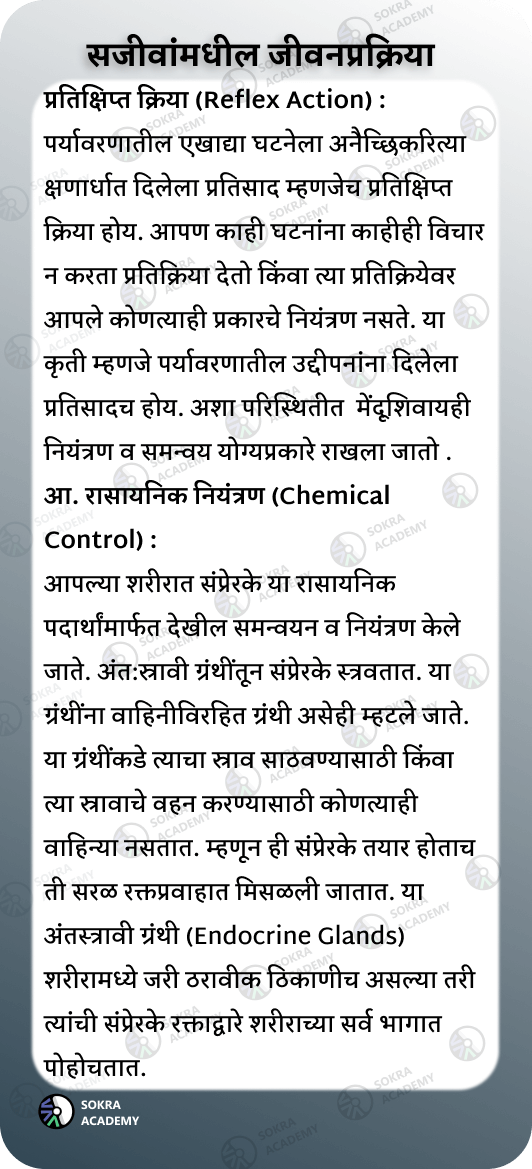 सजीवांमधील जीवनप्रक्रिया
प्रतिक्षिप्त क्रिया (Reflex Action) :
पर्यावरणातील एखाद्या घटनेला अनैच्छिकरित्या
क्षणार्धात दिलेला प्रतिसाद म्हणजेच प्रतिक्षिप्त
क्रिया होय. आपण काही घटनांना काहीही विचार
न करता प्रतिक्रिया देतो किंवा त्या प्रतिक्रियेवर
आपले कोणत्याही प्रकारचे नियंत्रण नसते. या
कृती म्हणजे पर्यावरणातील उद्दीपनांना दिलेला
प्रतिसादच होय. अशा परिस्थितीत मेंदूशिवायही
नियंत्रण व समन्वय योग्यप्रकारे राखला जातो .
आ. रासायनिक नियंत्रण (Chemical
Control) :
आपल्या शरीरात संप्रेरके या रासायनिक
पदार्थांमार्फत देखील समन्वयन व नियंत्रण केले
जाते. अंत:स्रावी ग्रंथींतून संप्रेरके स्त्रवतात. या
ग्रंथींना वाहिनीविरहित ग्रंथी असेही म्हटले जाते.
या ग्रंथींकडे त्याचा स्राव साठवण्यासाठी किंवा
त्या स्रावाचे वहन करण्यासाठी कोणत्याही
वाहिन्या नसतात. म्हणून ही संप्रेरके तयार होताच
ती सरळ रक्तप्रवाहात मिसळली जातात. या
अंतस्त्रावी ग्रंथी (Endocrine Glands)
शरीरामध्ये जरी ठरावीक ठिकाणीच असल्या तरी
त्यांची संप्रेरके रक्ताद्वारे शरीराच्या सर्व भागात
पोहोचतात.
SOKRA
ACADEMY